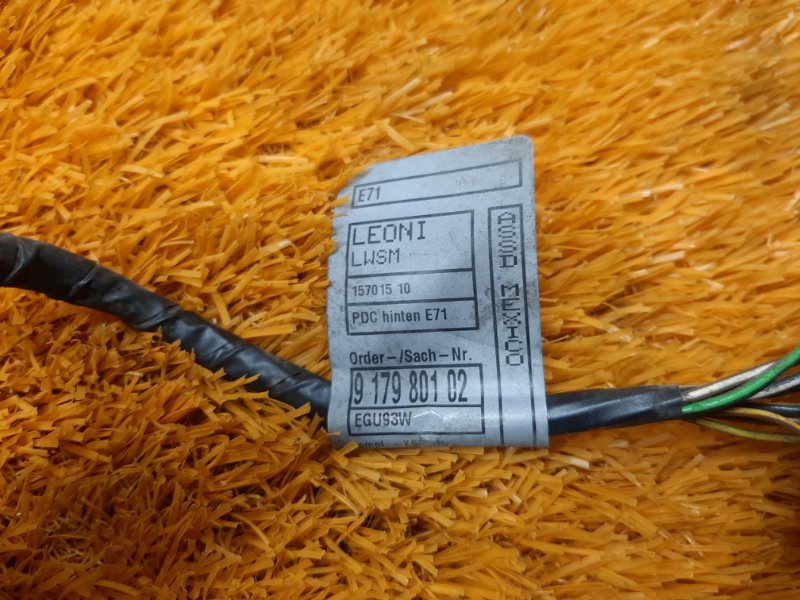 E71
LEONI
LWSM
157015 10
PDC hinten E71
Order-/Sach-Nr.
9 179 801 02
EGU93W
ASSD MEXICO